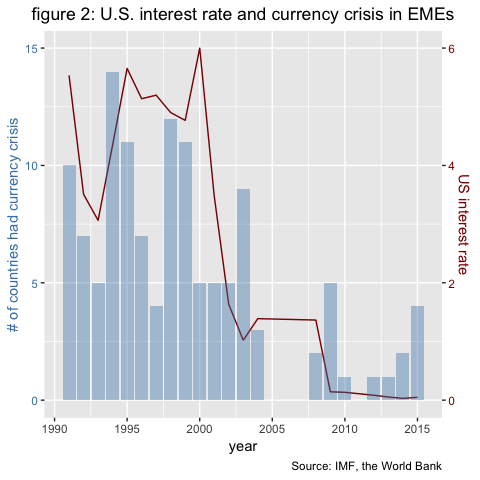 figure 2: U.S. interest rate and currency crisis in EMEs
15
10
5
0
# of countries had currency crisis
6
4
2
0
US interest rate
1990 1995 2000 2005 2010 2015
year
Source: IMF, the World Bank